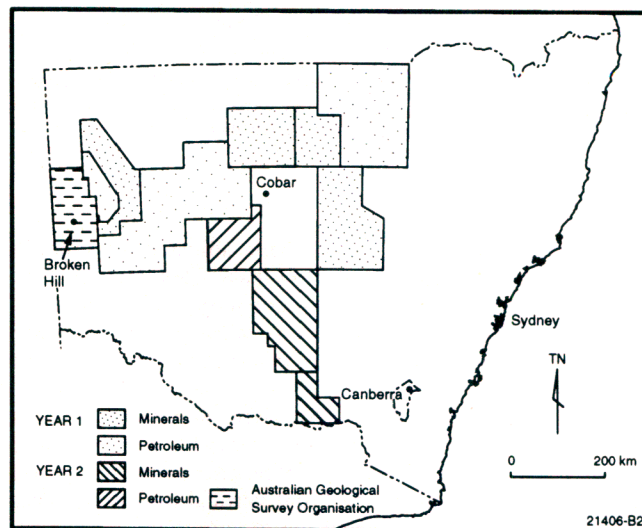 Cobar
Broken
Hill
Sydney
TN
Canberra
YEAR 1 Minerals
Petroleum
YEAR 2 Minerals
Petroleum Australian Geological
Survey Organisation
0 200 km
21406-B2